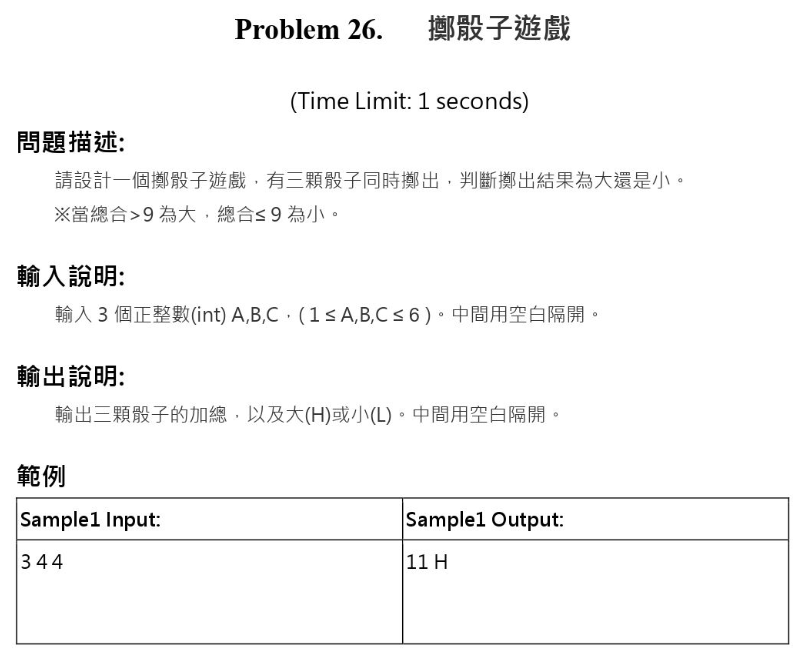 Problem 26. 擲骰子遊戲
(Time Limit: 1 seconds)
問題描述:
請設計一個擲骰子遊戲，有三顆骰子同時擲出，判斷擲出結果為大還是小。
※當總合>9 為大，總合≤ 9 為小。
輸入說明:
輸入 3 個正整數(int) A,B,C，( 1 ≤ A,B,C ≤ 6 )。中間用空白隔開。
輸出說明:
輸出三顆骰子的加總，以及大(H)或小(L)。中間用空白隔開。
範例
Sample1 Input: Sample1 Output:
3 4 4 11 H